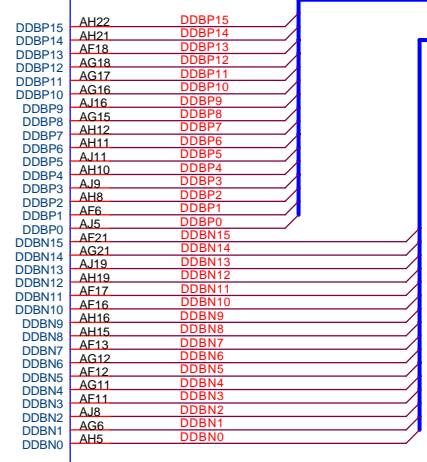 DDBP15 AH22 DDBP15
DDBP14 AH21 DDBP14
DDBP13 AF18 DDBP13
DDBP12 AG18 DDBP12
DDBP11 AG17 DDBP11
DDBP10 AG16 DDBP10
DDBP9 AJ16 DDBP9
DDBP8 AG15 DDBP8
DDBP7 AH12 DDBP7
DDBP6 AH11 DDBP6
DDBP5 AJ11 DDBP5
DDBP4 AH10 DDBP4
DDBP3 AJ9 DDBP3
DDBP2 AH8 DDBP2
DDBP1 AF6 DDBP1
DDBP0 AJ5 DDBP0
DDBN15 AF21 DDBN15
DDBN14 AG21 DDBN14
DDBN13 AJ19 DDBN13
DDBN12 AH19 DDBN12
DDBN11 AF17 DDBN11
DDBN10 AF16 DDBN10
DDBN9 AH16 DDBN9
DDBN8 AH15 DDBN8
DDBN7 AF13 DDBN7
DDBN6 AG12 DDBN6
DDBN5 AF12 DDBN5
DDBN4 AG11 DDBN4
DDBN3 AF11 DDBN3
DDBN2 AJ8 DDBN2
DDBN1 AG6 DDBN1
DDBN0 AH5 DDBN0